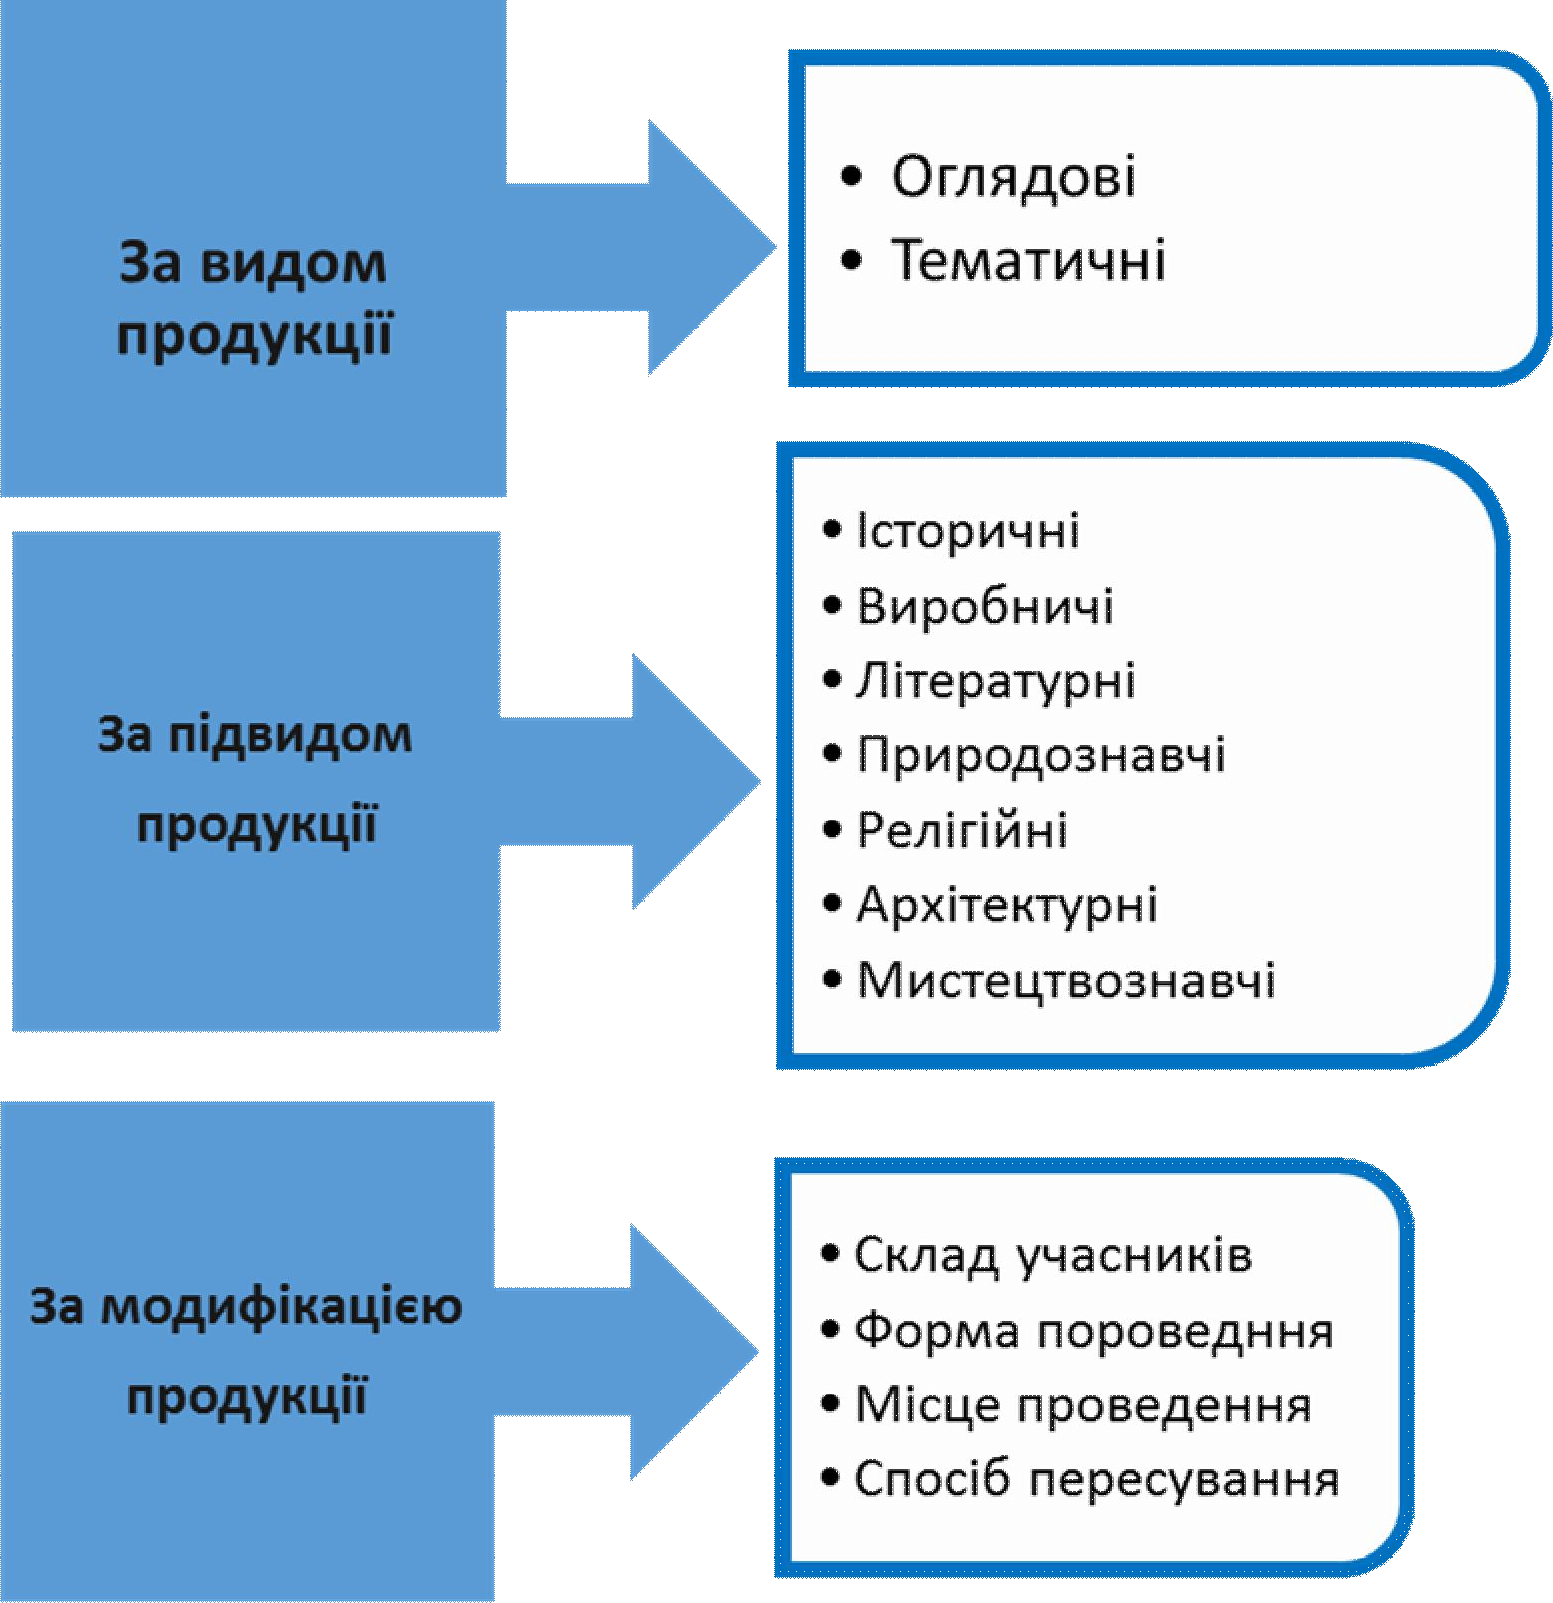 За видом
продукції
• Оглядові
• Тематичні
За підвидом
продукції
• Історичні
• Виробничі
• Літературні
• Природознавчі
• Релігійні
• Архітектурні
• Мистецтвознавчі
За модифікацією
продукції
• Склад учасників
• Форма пороведння
• Місце проведення
• Спосіб пересування